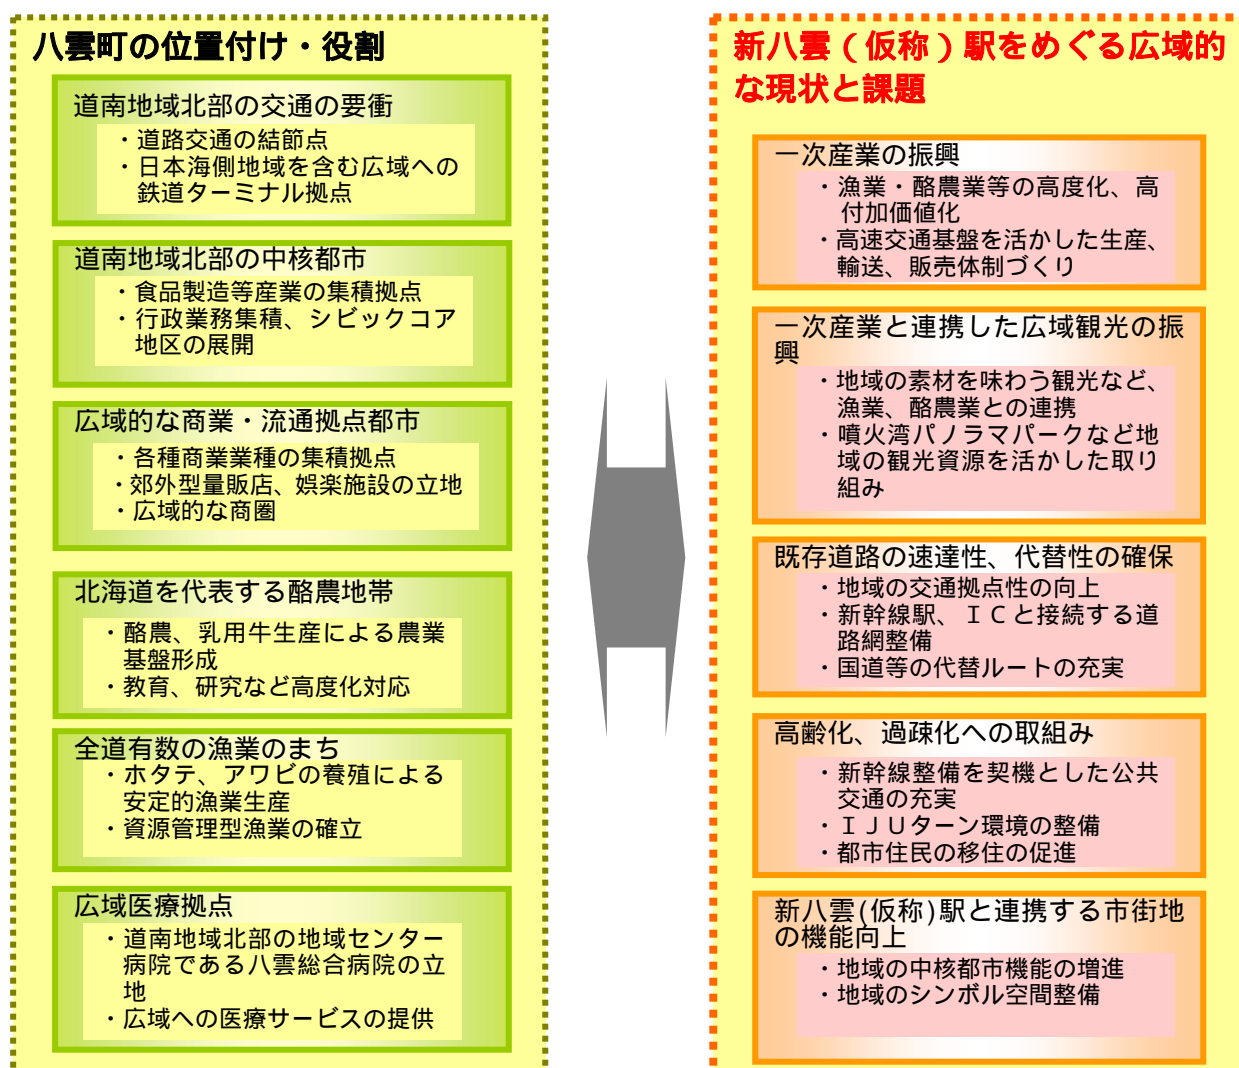 八雲町の位置付け・役割
道南地域北部の交通の要衝
・道路交通の結節点
・日本海側地域を含む広域への
鉄道ターミナル拠点
道南地域北部の中核都市
・食品製造等産業の集積拠点
・行政業務集積、シビックコア
地区の展開
広域的な商業・流通拠点都市
・各種商業業種の集積拠点
・郊外型量販店、娯楽施設の立地
・広域的な商圏
北海道を代表する酪農地帯
・酪農、乳用牛生産による農業
基盤形成
・教育、研究など高度化対応
全道有数の漁業のまち
・ホタテ、アワビの養殖による
安定的漁業生産
・資源管理型漁業の確立
広域医療拠点
・道南地域北部の地域センター
病院である八雲総合病院の立
地
・広域への医療サービスの提供
新八雲（仮称）駅をめぐる広域的
な現状と課題
一次産業の振興
・漁業・酪農業等の高度化、高
付加価値化
・高速交通基盤を活かした生産、
輸送、販売体制づくり
一次産業と連携した広域観光の振
興
・地域の素材を味わう観光など、
漁業、酪農業との連携
・噴火湾パノラマパークなど地
域の観光資源を活かした取り
組み
既存道路の速達性、代替性の確保
・地域の交通拠点性の向上
・新幹線駅、ＩＣと接続する道
路網整備
・国道等の代替ルートの充実
高齢化、過疎化への取組み
・新幹線整備を契機とした公共
交通の充実
・ＩＪＵターン環境の整備
・都市住民の移住の促進
新八雲(仮称)駅と連携する市街地
の機能向上
・地域の中核都市機能の増進
・地域のシンボル空間整備